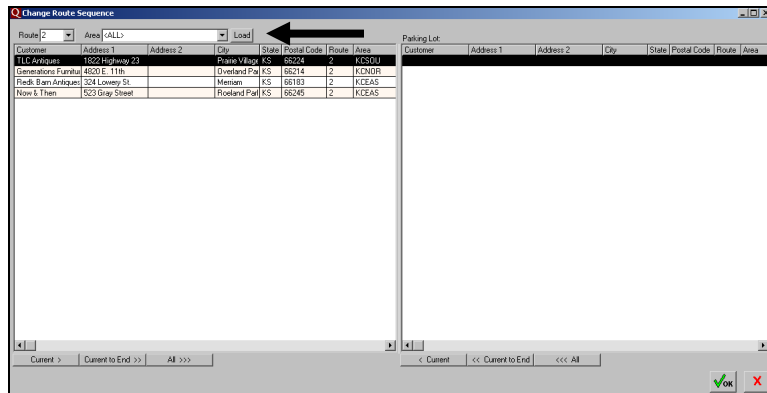 Change Route Sequence
Route 2 Area <ALL> Load
Parking Lot:
Customer Address 1 Address 2 City State Postal Code Route Area
TLC Antiques 1822 Highway 23 Prairie Village KS 66224 2 KCSOU
Generations Furnitu 4820 E. 11th Overland Pa KS 66214 2 KCNOR
Redk Barn Antiques 324 Lowery St. Merriam KS 66183 2 KCEAS
Now & Then 523 Gray Street Roeland Parl KS 66245 2 KCEAS
Customer Address 1 Address 2 City State Postal Code Route Area
Current > Current to End >> All >>>
< Current << Current to End <<< All
OK X